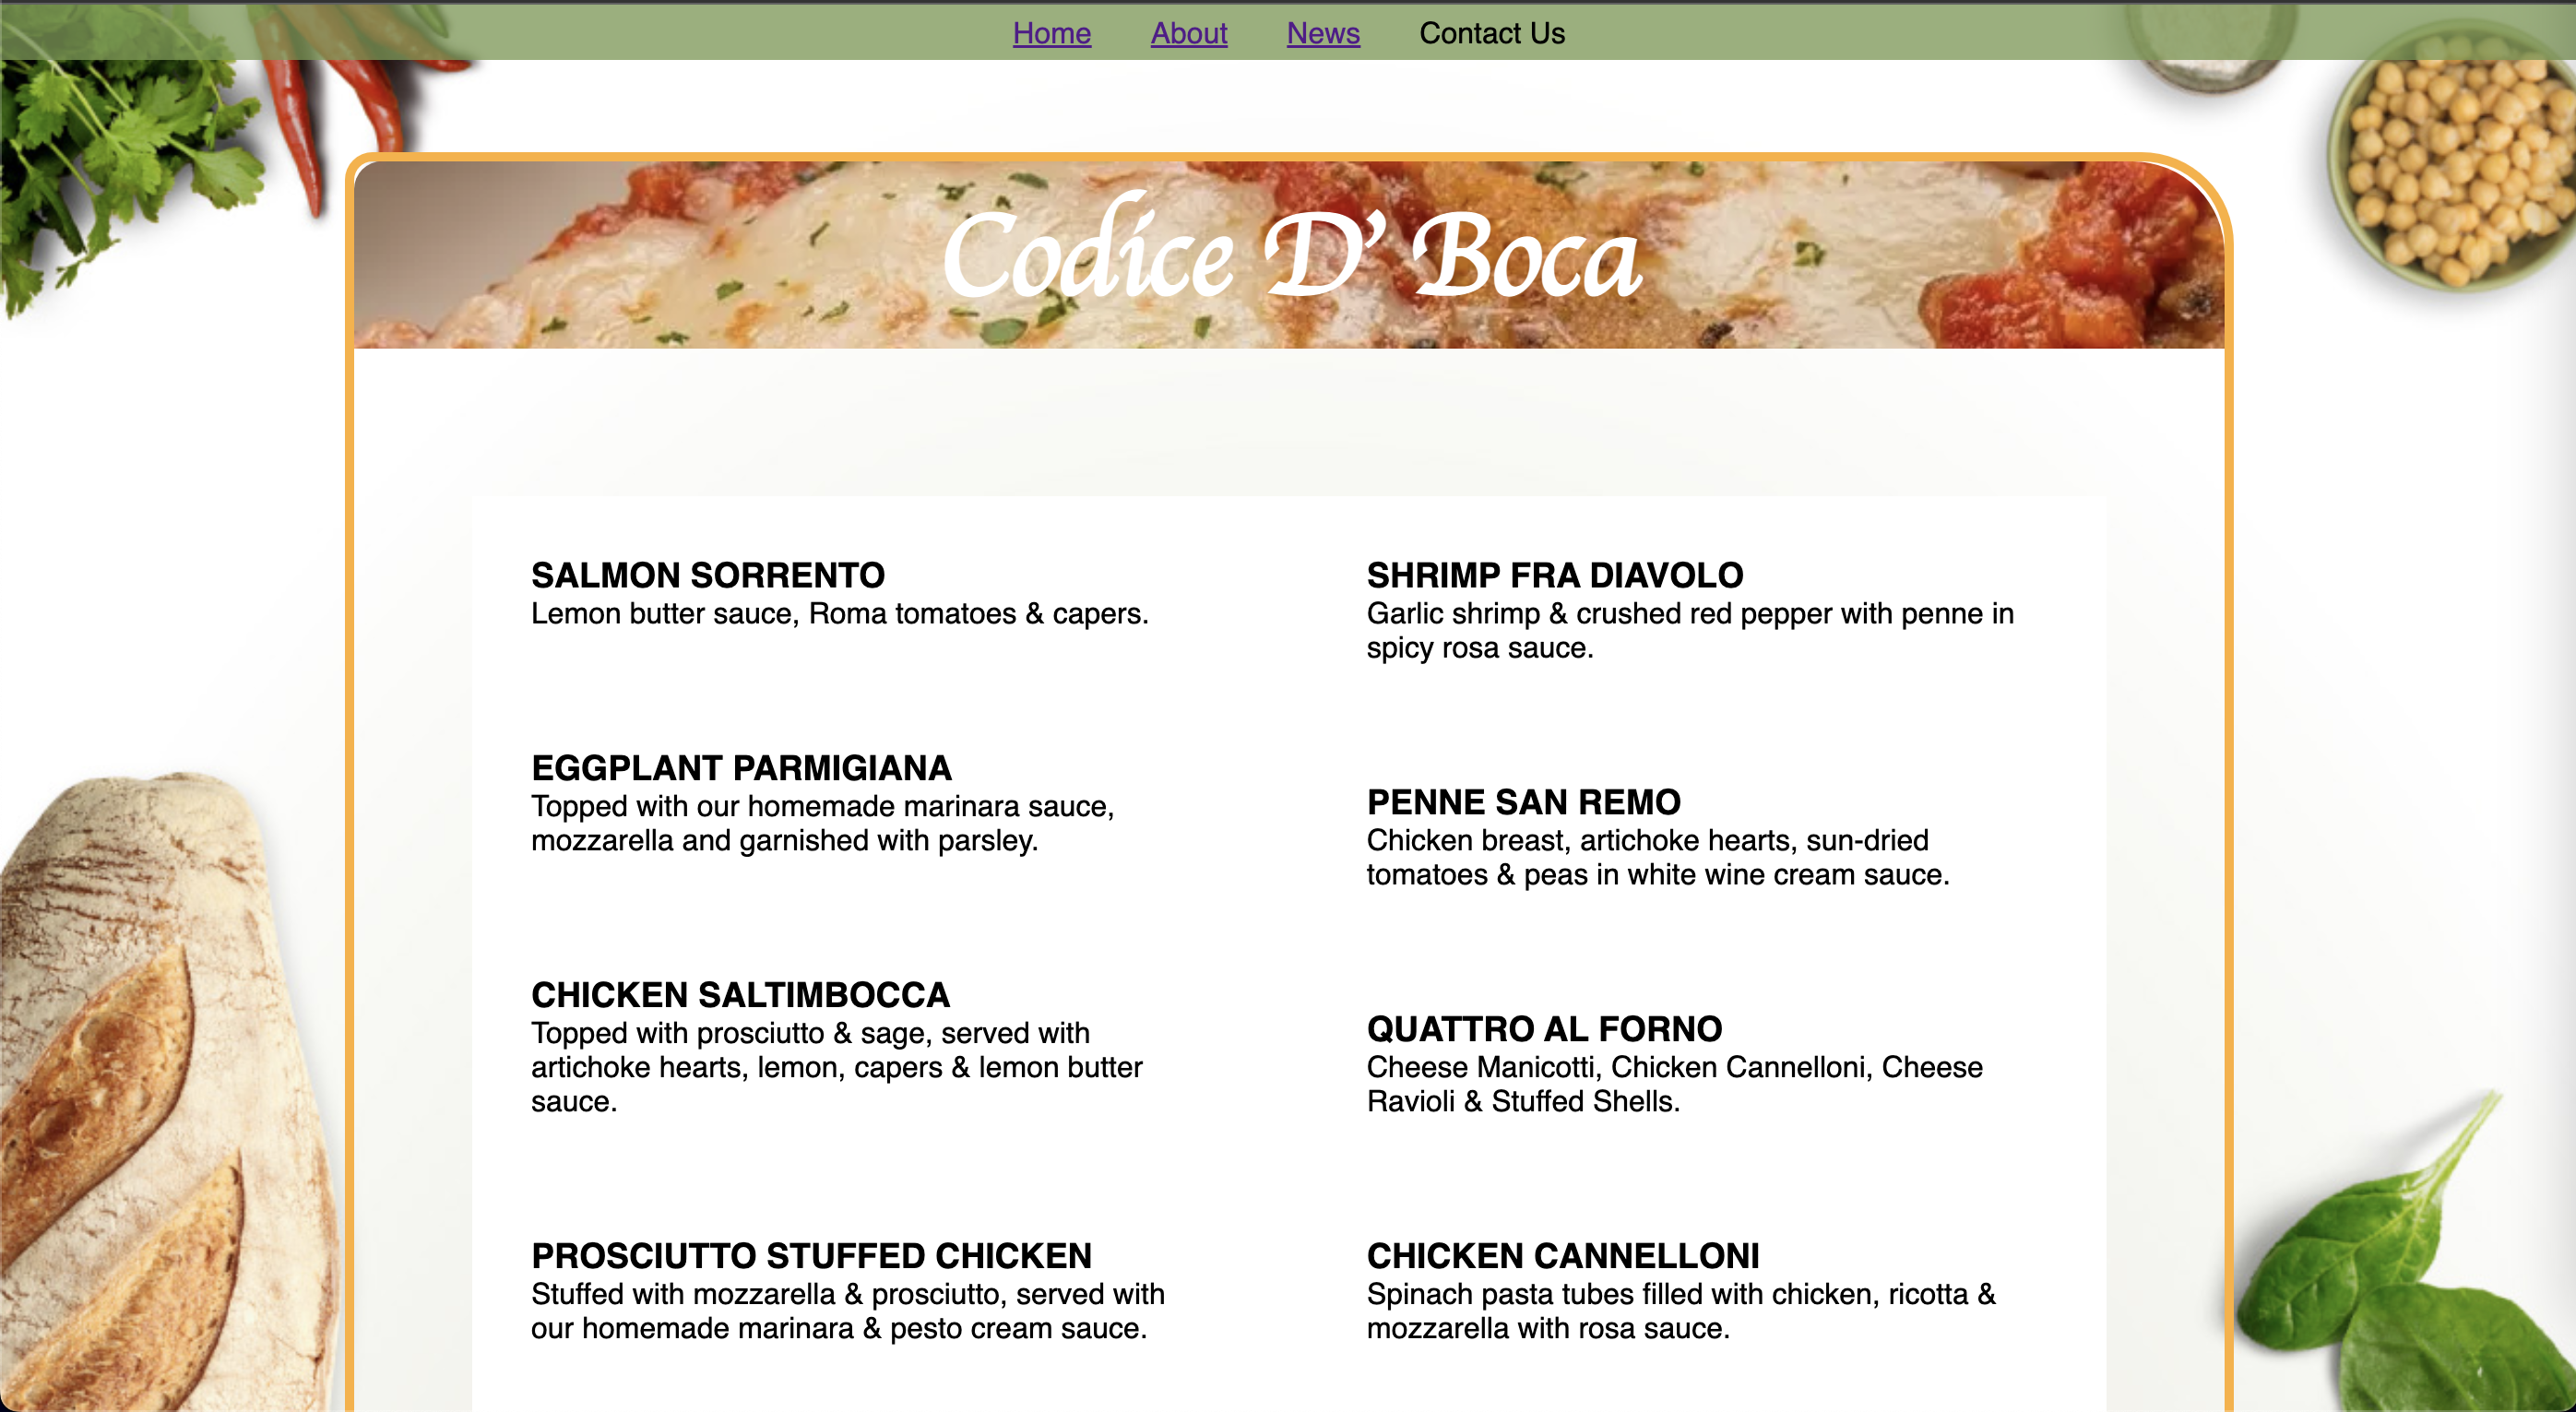 Home About News Contact Us
Codice D' Boca
SALMON SORRENTO
Lemon butter sauce, Roma tomatoes & capers.
EGGPLANT PARMIGIANA
Topped with our homemade marinara sauce,
mozzarella and garnished with parsley.
CHICKEN SALTIMBOCCA
Topped with prosciutto & sage, served with
artichoke hearts, lemon, capers & lemon butter
sauce.
PROSCIUTTO STUFFED CHICKEN
Stuffed with mozzarella & prosciutto, served with
our homemade marinara & pesto cream sauce.
SHRIMP FRA DIAVOLO
Garlic shrimp & crushed red pepper with penne in
spicy rosa sauce.
PENNE SAN REMO
Chicken breast, artichoke hearts, sun-dried
tomatoes & peas in white wine cream sauce.
QUATTRO AL FORNO
Cheese Manicotti, Chicken Cannelloni, Cheese
Ravioli & Stuffed Shells.
CHICKEN CANNELLONI
Spinach pasta tubes filled with chicken, ricotta &
mozzarella with rosa sauce.